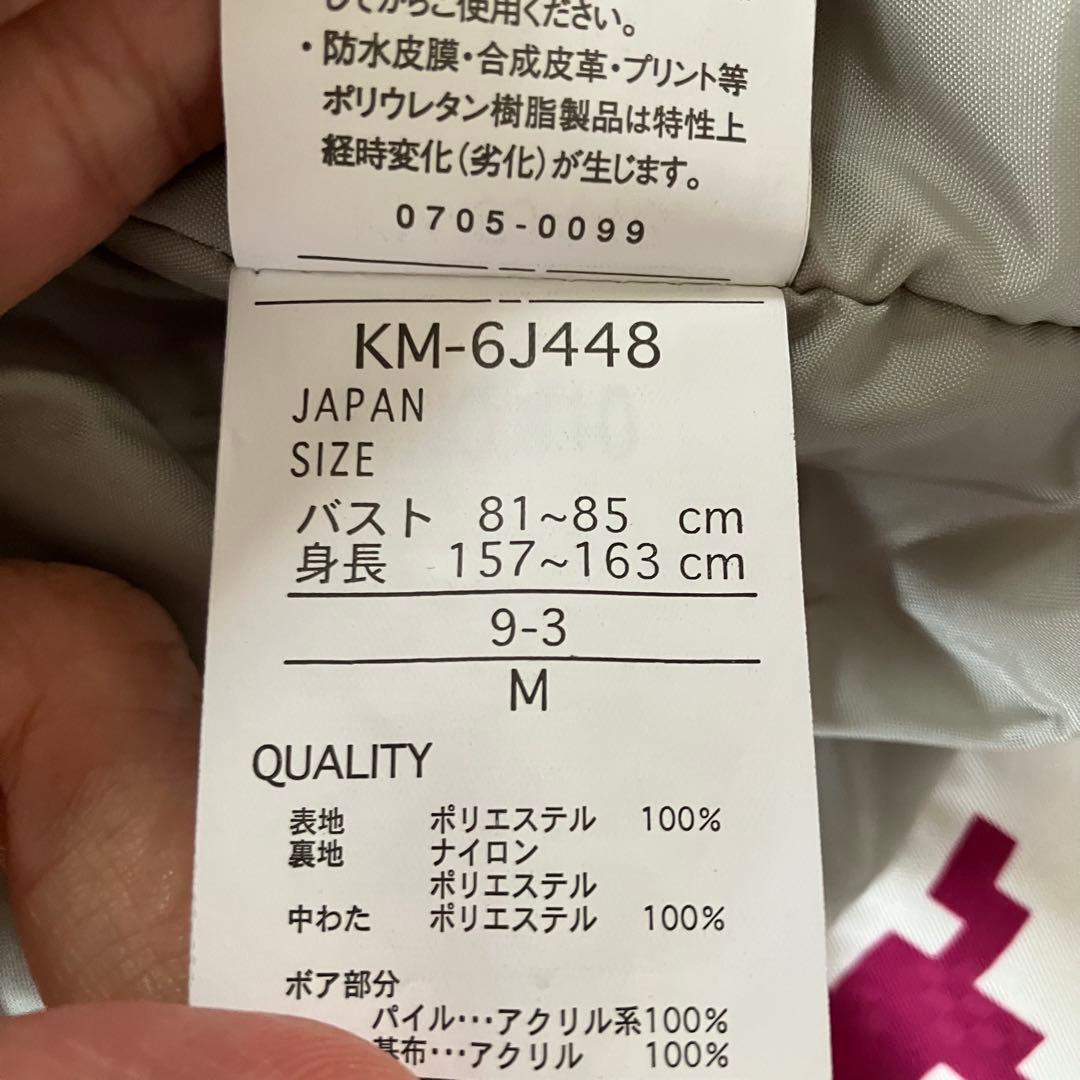 してからご使用ください。
・防水皮膜・合成皮革・プリント等
ポリウレタン樹脂製品は特性上
経時変化(劣化)が生じます。
0705-0099
KM-6J448
JAPAN
SIZE
バスト 81~85 cm
身長 157~163 cm
9-3
M
QUALITY
表地 ポリエステル 100%
裏地 ナイロン
ポリエステル
中わた ポリエステル 100%
ボア部分
パイル･･･アクリル系100%
基布･･･アクリル 100%